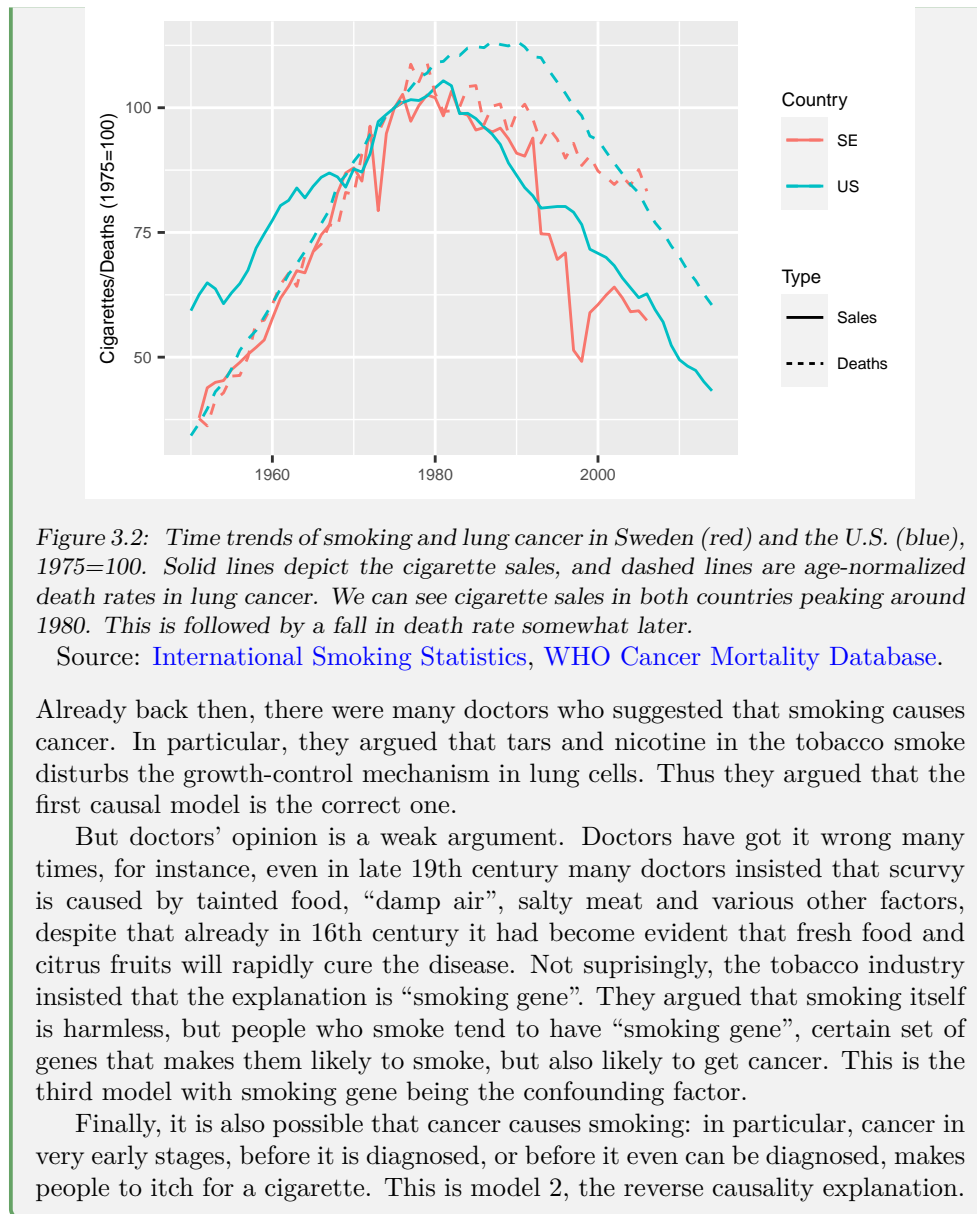 100
75
50
Cigarettes/Deaths (1975=100)
1960
1980
2000
Country
SE
US
Type
Sales
Deaths
Figure 3.2: Time trends of smoking and lung cancer in Sweden (red) and the U.S. (blue),
1975=100. Solid lines depict the cigarette sales, and dashed lines are age-normalized
death rates in lung cancer. We can see cigarette sales in both countries peaking around
1980. This is followed by a fall in death rate somewhat later.
Source: International Smoking Statistics, WHO Cancer Mortality Database.
Already back then, there were many doctors who suggested that smoking causes
cancer. In particular, they argued that tars and nicotine in the tobacco smoke
disturbs the growth-control mechanism in lung cells. Thus they argued that the
first causal model is the correct one.
But doctors' opinion is a weak argument. Doctors have got it wrong many
times, for instance, even in late 19th century many doctors insisted that scurvy
is caused by tainted food, “damp air”, salty meat and various other factors,
despite that already in 16th century it had become evident that fresh food and
citrus fruits will rapidly cure the disease. Not suprisingly, the tobacco industry
insisted that the explanation is “smoking gene”. They argued that smoking itself
is harmless, but people who smoke tend to have “smoking gene”, certain set of
genes that makes them likely to smoke, but also likely to get cancer. This is the
third model with smoking gene being the confounding factor.
Finally, it is also possible that cancer causes smoking: in particular, cancer in
very early stages, before it is diagnosed, or before it even can be diagnosed, makes
people to itch for a cigarette. This is model 2, the reverse causality explanation.